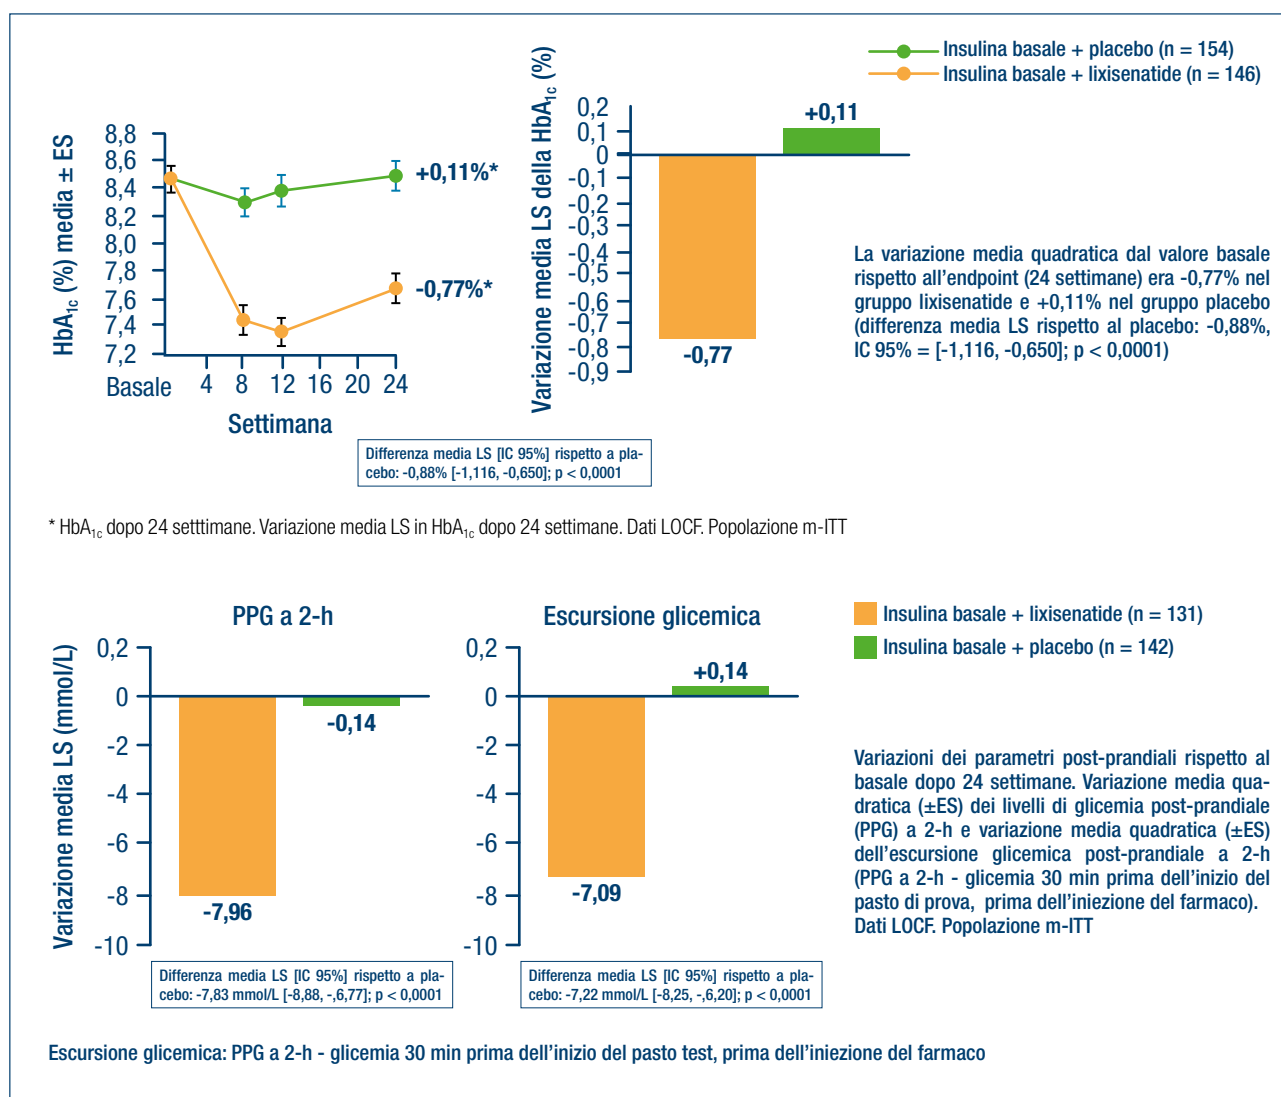 Insulina basale + placebo (n = 154)
Insulina basale + lixisenatide (n = 146)
HbA1c (%) media ± ES
8,8
8,6
8,4
8,2
8,0
7,8
7,6
7,4
7,2
+0,11%*
-0,77%*
Basale 4 8 12 16 20 24
Settimana
Differenza media LS [IC 95%] rispetto a pla-
cebo: -0,88% [-1,116, -0,650]; p < 0,0001
Variazione media LS della HbA1c (%)
0,2
0,1
0
-0,1
-0,2
-0,3
-0,4
-0,5
-0,6
-0,7
-0,8
-0,9
+0,11
-0,77
La variazione media quadratica dal valore basale
rispetto all'endpoint (24 settimane) era -0,77% nel
gruppo lixisenatide e +0,11% nel gruppo placebo
(differenza media LS rispetto al placebo: -0,88%,
IC 95% = [-1,116, -0,650]; p < 0,0001)
* HbA1c dopo 24 setttimane. Variazione media LS in HbA1c dopo 24 settimane. Dati LOCF. Popolazione m-ITT
PPG a 2-h
Variazione media LS (mmol/L)
0,2
0
-2
-4
-6
-8
-10
-0,14
-7,96
Differenza media LS [IC 95%] rispetto a pla-
cebo: -7,83 mmol/L [-8,88, -,6,77]; p < 0,0001
Escursione glicemica
0,2
0
-2
-4
-6
-8
-10
+0,14
-7,09
Differenza media LS [IC 95%] rispetto a pla-
cebo: -7,22 mmol/L [-8,25, -,6,20]; p < 0,0001
Insulina basale + lixisenatide (n = 131)
Insulina basale + placebo (n = 142)
Variazioni dei parametri post-prandiali rispetto al
basale dopo 24 settimane. Variazione media qua-
dratica (±ES) dei livelli di glicemia post-prandiale
(PPG) a 2-h e variazione media quadratica (±ES)
dell'escursione glicemica post-prandiale a 2-h
(PPG a 2-h - glicemia 30 min prima dell'inizio del
pasto di prova, prima dell'iniezione del farmaco).
Dati LOCF. Popolazione m-ITT
Escursione glicemica: PPG a 2-h - glicemia 30 min prima dell'inizio del pasto test, prima dell'iniezione del farmaco